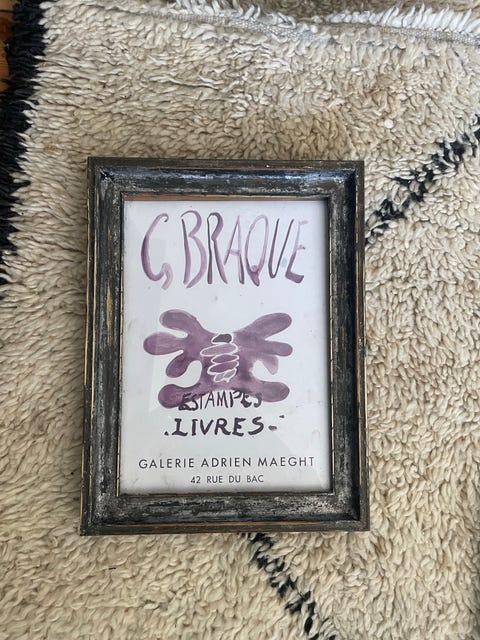 G, BRAQUE
ESTAMPES
.LIVRES-
GALERIE ADRIEN MAEGHT
42 RUE DU BAC